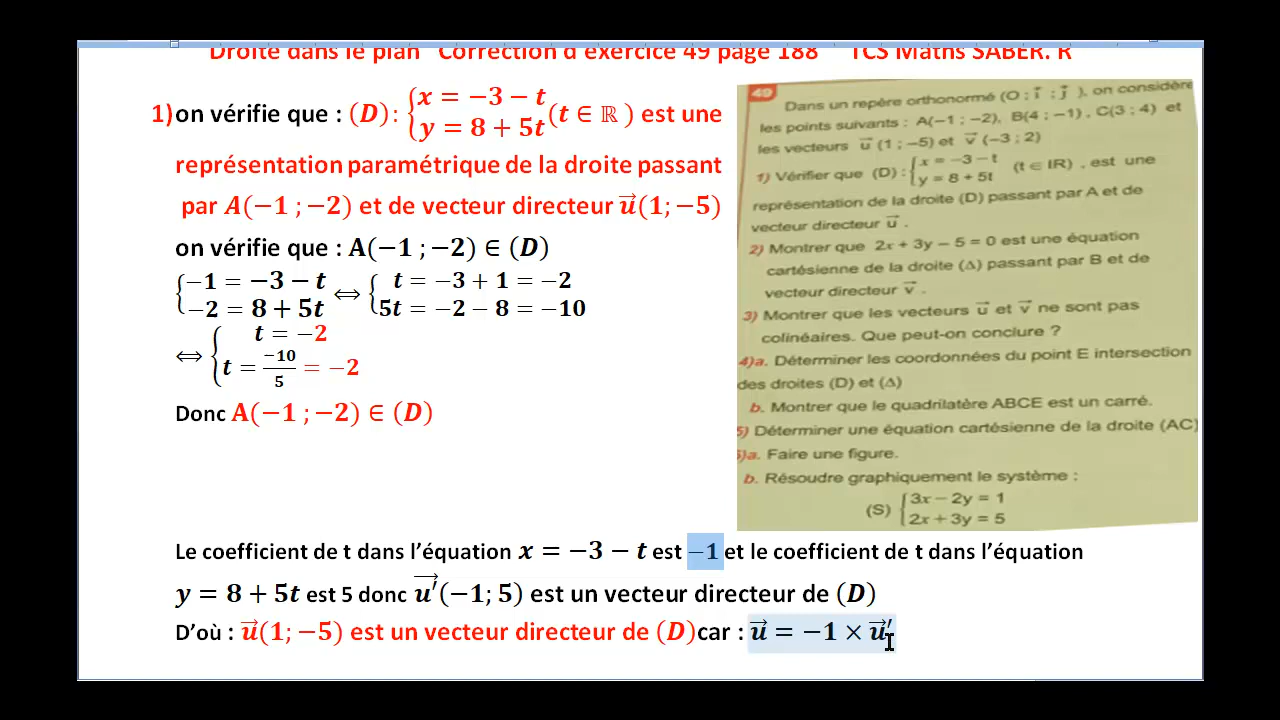 Droite dans le plan Correction d'exercice 49 page 188 TCS Maths SABER. R
1) on vérifie que : (D): { x = −3 − t
y = 8 + 5t (t ∈ ℝ ) est une
représentation paramétrique de la droite passant
par A(−1 ; −2) et de vecteur directeur u⃗(1; −5)
on vérifie que : A(−1 ; −2) ∈ (D)
{ −1 = −3 − t ⇔ { t = −3 + 1 = −2
−2 = 8 + 5t 5t = −2 − 8 = −10
⇔ { t = −2
t = −10/5 = −2
Donc A(−1 ; −2) ∈ (D)
Le coefficient de t dans l'équation x = −3 − t est −1 et le coefficient de t dans l'équation
y = 8 + 5t est 5 donc u'⃗(−1; 5) est un vecteur directeur de (D)
D'où : u⃗(1; −5) est un vecteur directeur de (D)car : u⃗ = −1 × u⃗'
49
Dans un repère orthonormé (O ; i⃗ ; j⃗ ), on considère
les points suivants : A(−1 ; −2), B(4 ; −1), C(3 ; 4) et
les vecteurs u⃗ (1 ; −5) et v⃗ (−3 ; 2)
1) Vérifier que (D) : { x = −3 − t
y = 8 + 5t (t ∈ IR) , est une
représentation de la droite (D) passant par A et de
vecteur directeur u⃗ .
2) Montrer que 2x + 3y − 5 = 0 est une équation
cartésienne de la droite (Δ) passant par B et de
vecteur directeur v⃗ .
3) Montrer que les vecteurs u⃗ et v⃗ ne sont pas
colinéaires. Que peut-on conclure ?
4)a. Déterminer les coordonnées du point E intersection
des droites (D) et (Δ)
b. Montrer que le quadrilatère ABCE est un carré.
5) Déterminer une équation cartésienne de la droite (AC)
)a. Faire une figure.
b. Résoudre graphiquement le système :
(S) { 3x − 2y = 1
2x + 3y = 5